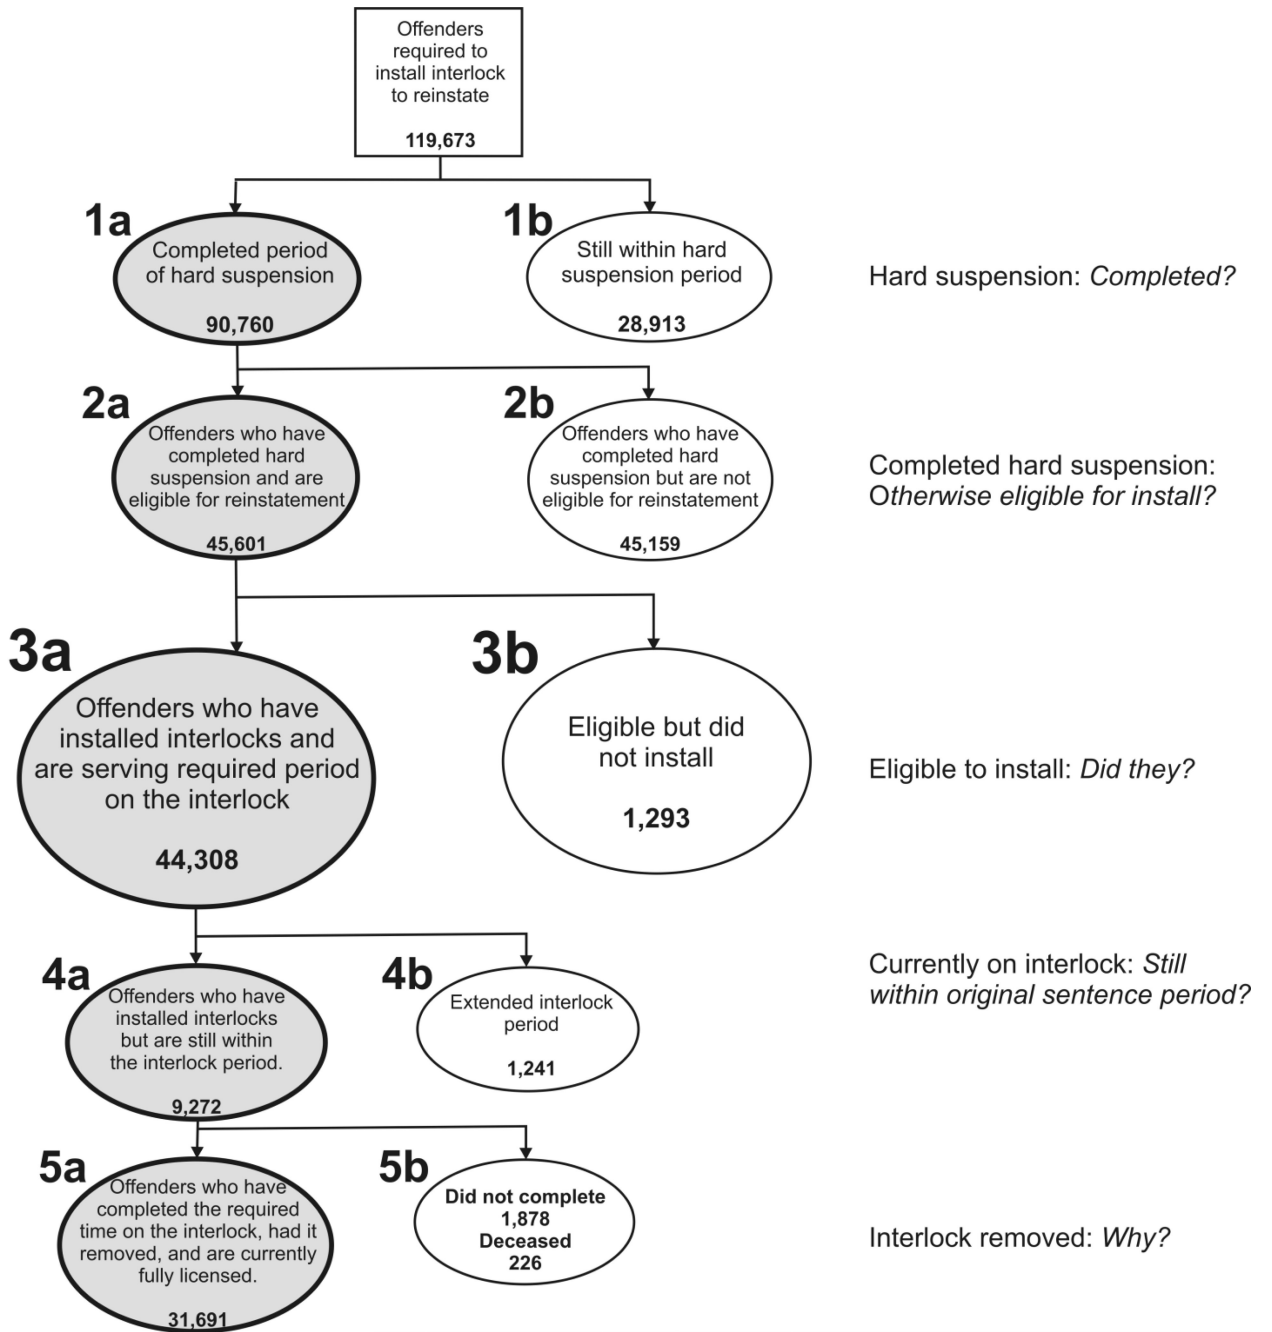 Offenders
required to
install interlock
to reinstate
119,673
1a
Completed period
of hard suspension
90,760
1b
Still within hard
suspension period
28,913
Hard suspension: Completed?
2a
Offenders who have
completed hard
suspension and are
eligible for reinstatement
45,601
2b
Offenders who have
completed hard
suspension but are not
eligible for reinstatement
45,159
Completed hard suspension:
Otherwise eligible for install?
3a
Offenders who have
installed interlocks and
are serving required period
on the interlock
44,308
3b
Eligible but did
not install
1,293
Eligible to install: Did they?
4a
Offenders who have
installed interlocks
but are still within
the interlock period.
9,272
4b
Extended interlock
period
1,241
Currently on interlock: Still
within original sentence period?
5a
Offenders who have
completed the required
time on the interlock, had it
removed, and are currently
fully licensed.
31,691
5b
Did not complete
1,878
Deceased
226
Interlock removed: Why?